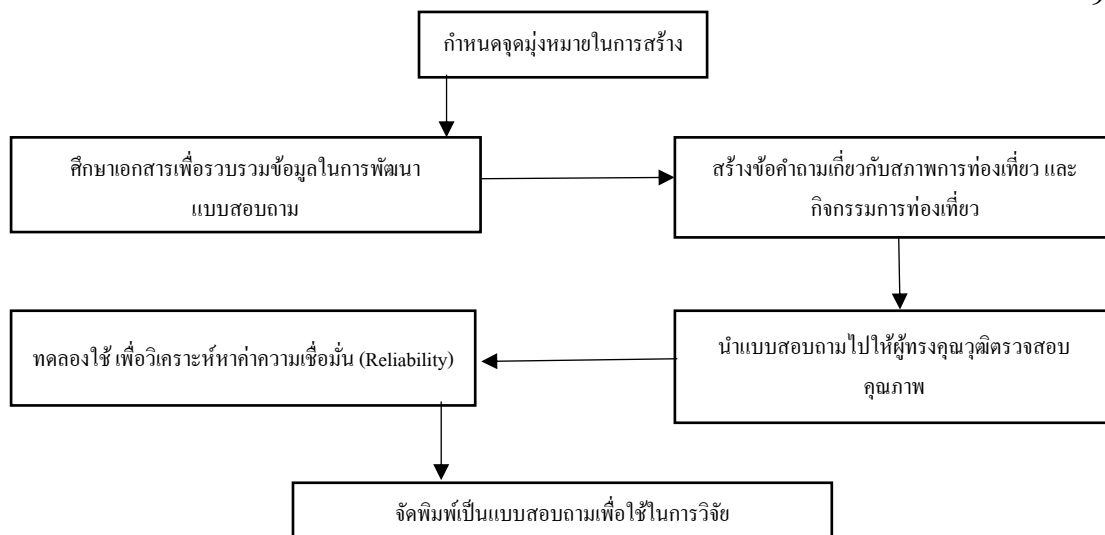 กำหนดจุดมุ่งหมายในการสร้าง
ศึกษาเอกสารเพื่อรวบรวมข้อมูลในการพัฒนา
แบบสอบถาม
สร้างข้อคำถามเกี่ยวกับสภาพการท่องเที่ยว และ
กิจกรรมการท่องเที่ยว
นำแบบสอบถามไปให้ผู้ทรงคุณวุฒิตรวจสอบ
คุณภาพ
ทดลองใช้ เพื่อวิเคราะห์หาค่าความเชื่อมั่น (Reliability)
จัดพิมพ์เป็นแบบสอบถามเพื่อใช้ในการวิจัย